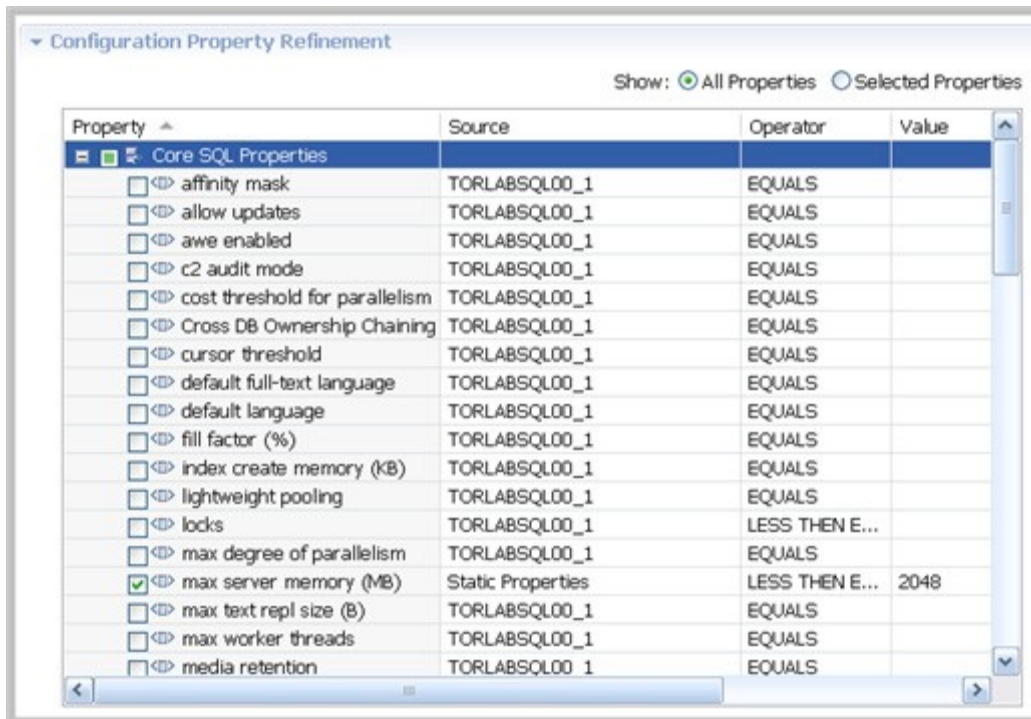 Configuration Property Refinement
Show: All Properties Selected Properties
Property Source Operator Value
Core SQL Properties
affinity mask TORLABSQL00_1 EQUALS
allow updates TORLABSQL00_1 EQUALS
awe enabled TORLABSQL00_1 EQUALS
c2 audit mode TORLABSQL00_1 EQUALS
cost threshold for parallelism TORLABSQL00_1 EQUALS
Cross DB Ownership Chaining TORLABSQL00_1 EQUALS
cursor threshold TORLABSQL00_1 EQUALS
default full-text language TORLABSQL00_1 EQUALS
default language TORLABSQL00_1 EQUALS
fill factor (%) TORLABSQL00_1 EQUALS
index create memory (KB) TORLABSQL00_1 EQUALS
lightweight pooling TORLABSQL00_1 EQUALS
locks TORLABSQL00_1 LESS THEN E...
max degree of parallelism TORLABSQL00_1 EQUALS
max server memory (MB) Static Properties LESS THEN E... 2048
max text repl size (B) TORLABSQL00_1 EQUALS
max worker threads TORLABSQL00_1 EQUALS
media retention TORLABSQL00_1 EQUALS